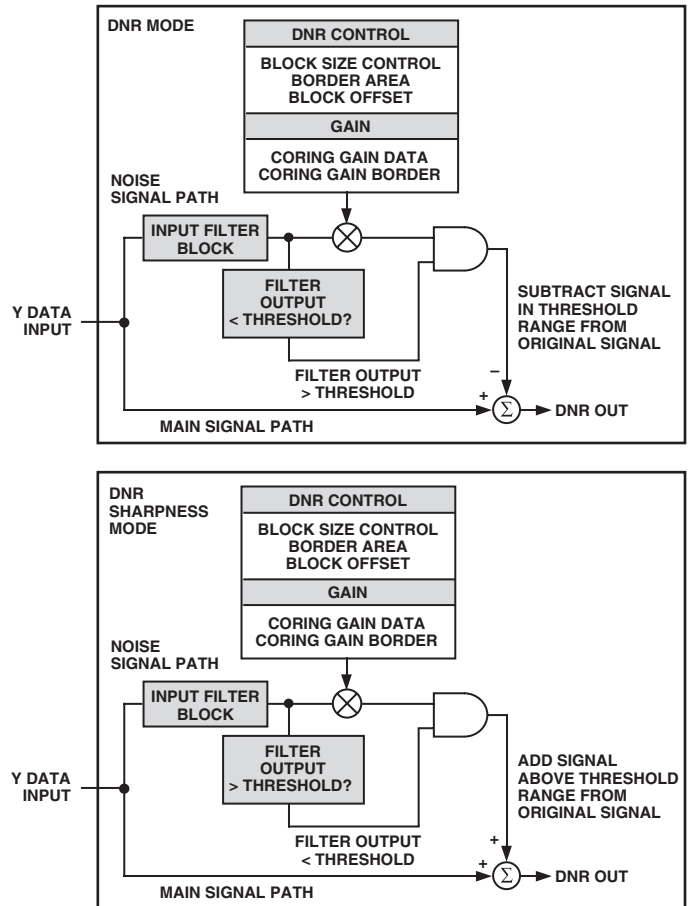 DNR MODE
DNR CONTROL
BLOCK SIZE CONTROL
BORDER AREA
BLOCK OFFSET
GAIN
CORING GAIN DATA
CORING GAIN BORDER
NOISE
SIGNAL PATH
INPUT FILTER
BLOCK
FILTER
OUTPUT
< THRESHOLD?
Y DATA
INPUT
SUBTRACT SIGNAL
IN THRESHOLD
RANGE FROM
ORIGINAL SIGNAL
FILTER OUTPUT
> THRESHOLD
–
+
Σ
DNR OUT
MAIN SIGNAL PATH
DNR
SHARPNESS
MODE
DNR CONTROL
BLOCK SIZE CONTROL
BORDER AREA
BLOCK OFFSET
GAIN
CORING GAIN DATA
CORING GAIN BORDER
NOISE
SIGNAL PATH
INPUT FILTER
BLOCK
FILTER
OUTPUT
> THRESHOLD?
Y DATA
INPUT
ADD SIGNAL
ABOVE THRESHOLD
RANGE FROM
ORIGINAL SIGNAL
FILTER OUTPUT
< THRESHOLD
+
+
Σ
DNR OUT
MAIN SIGNAL PATH